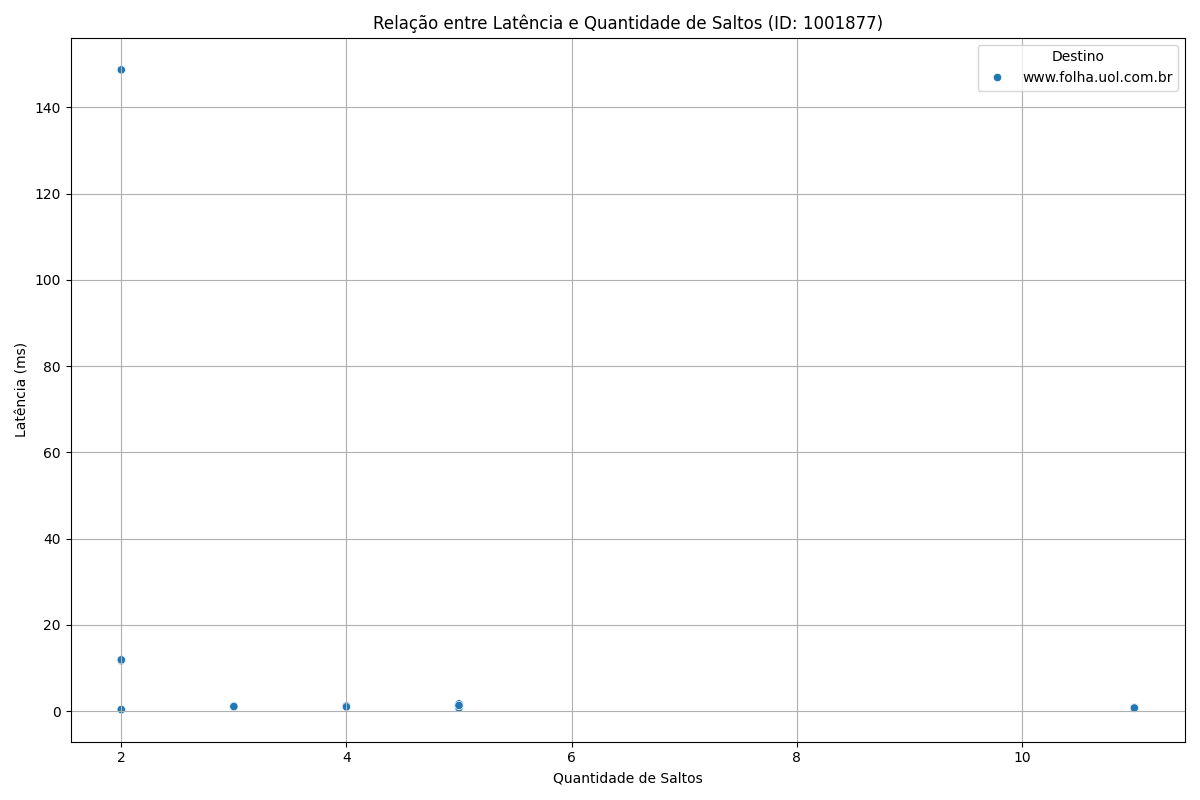 Relação entre Latência e Quantidade de Saltos (ID: 1001877)
Destino
www.folha.uol.com.br
140
120
100
80
60
40
20
0
Latência (ms)
2 4 6 8 10
Quantidade de Saltos